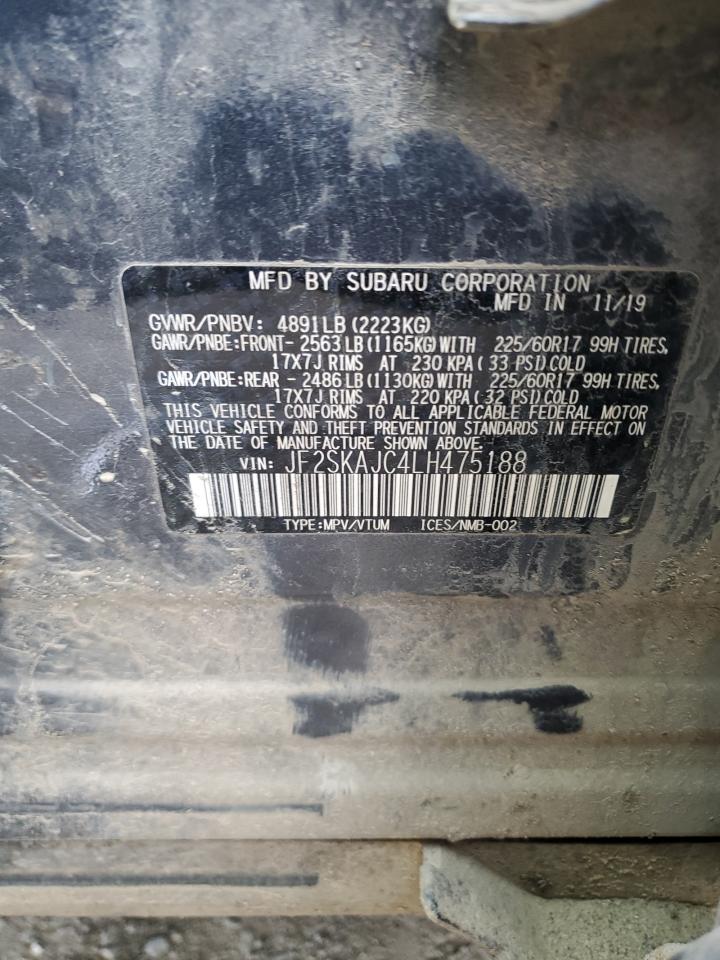 MFD BY SUBARU CORPORATION
MFD IN 11/19
GVWR/PNBV: 4891LB (2223KG)
GAWR/PNBE:FRONT- 2563 LB (1165KG) WITH 225/60R17 99H TIRES,
17X7J RIMS AT 230 KPA ( 33 PSI) COLD
GAWR/PNBE:REAR - 2486 LB (1130KG) WITH 225/60R17 99H TIRES,
17X7J RIMS AT 220 KPA ( 32 PSI) COLD
THIS VEHICLE CONFORMS TO ALL APPLICABLE FEDERAL MOTOR
VEHICLE SAFETY AND THEFT PREVENTION STANDARDS IN EFFECT ON
THE DATE OF MANUFACTURE SHOWN ABOVE.
VIN: JF2SKAJC4LH475188
TYPE:MPV/VTUM ICES/NMB-002